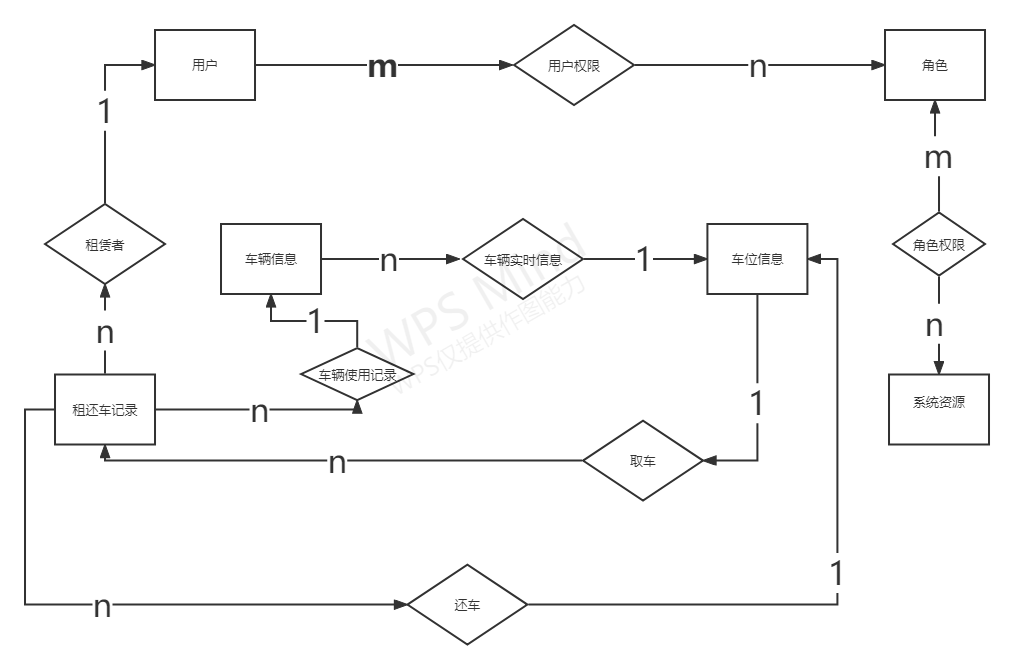 用户
m
用户权限
n
角色
1
m
租赁者
车辆信息
n
车辆实时信息
1
车位信息
角色权限
WPS Mind
WPS仅提供作图能力
n
1
n
车辆使用记录
租还车记录
n
1
系统资源
n
取车
1
n
还车